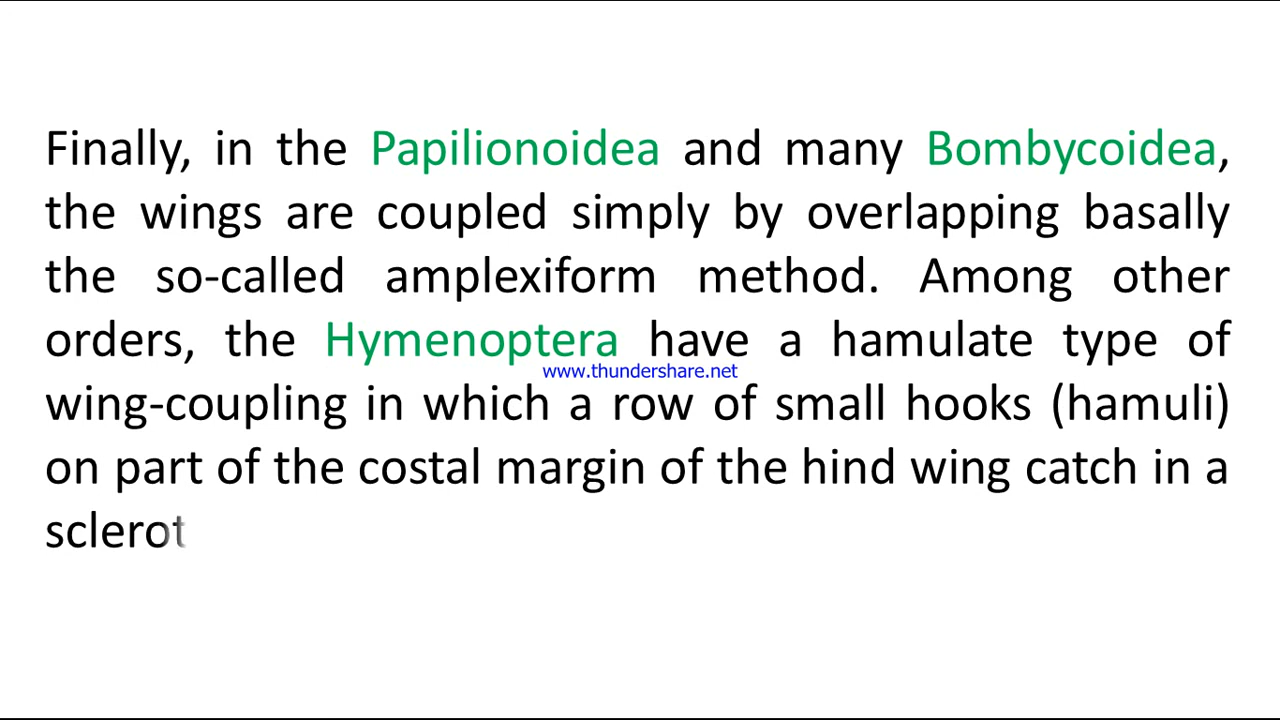 Finally, in the Papilionoidea and many Bombycoidea,
the wings are coupled simply by overlapping basally
the so-called amplexiform method. Among other
orders, the Hymenoptera have a hamulate type of
www.thundershare.net
wing-coupling in which a row of small hooks (hamuli)
on part of the costal margin of the hind wing catch in a
sclerot